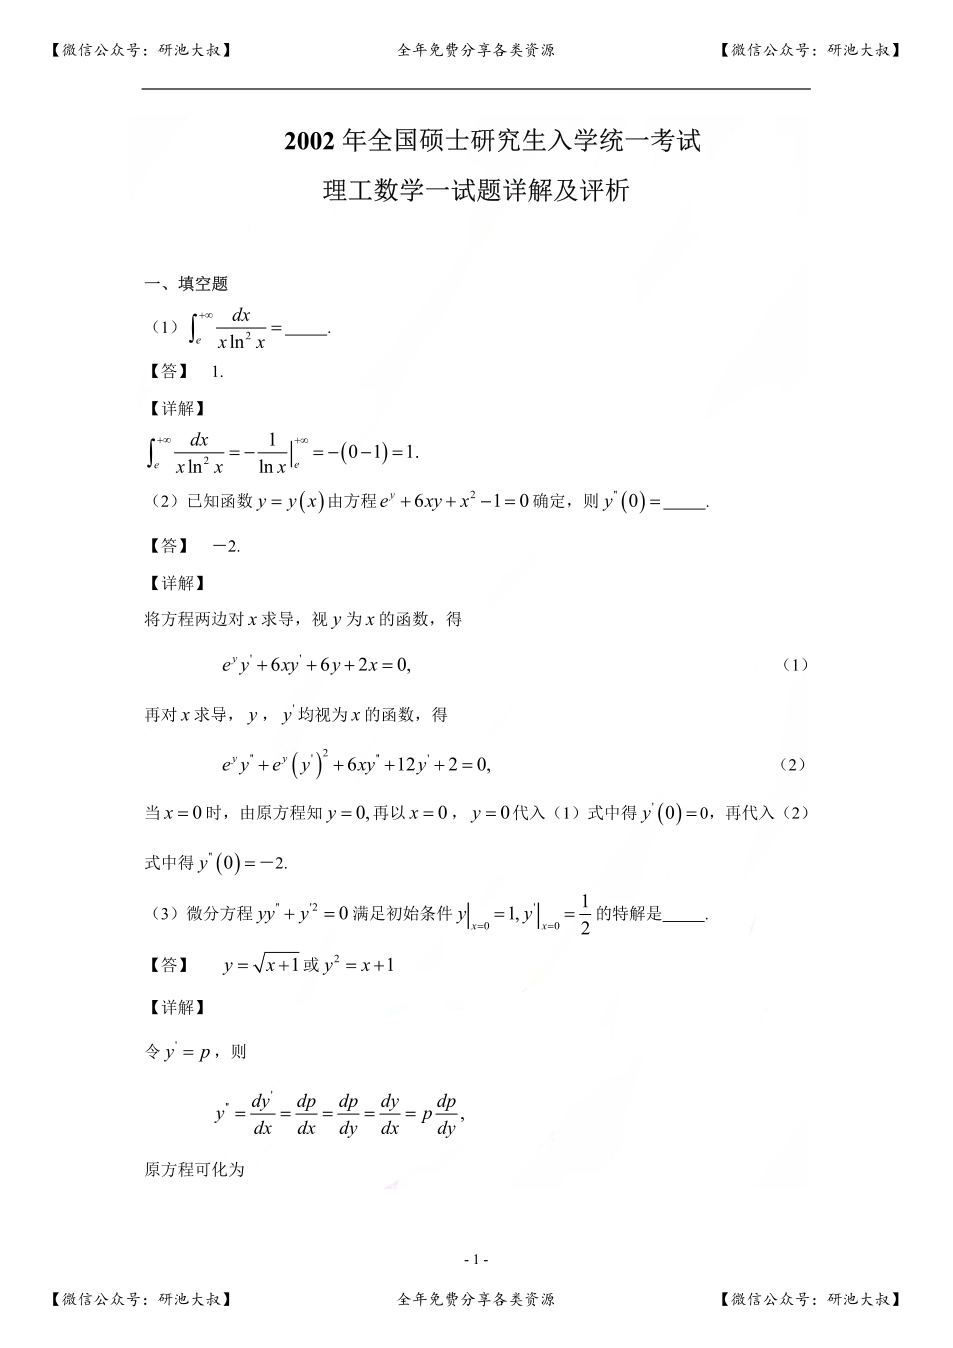 【微信公众号：研池大叔】 全年免费分享各类资源 【微信公众号：研池大叔】
2002 年全国硕士研究生入学统一考试
理工数学一试题详解及评析
一、填空题
（1）∫_e^{+∞} dx/(x ln² x) = _____.
【答】 1.
【详解】
∫_e^{+∞} dx/(x ln² x) = −1/(ln x)|_e^{+∞} = −(0−1) = 1.
（2）已知函数 y = y(x) 由方程 e^y + 6xy + x² − 1 = 0 确定，则 y''(0) = _____.
【答】 －2.
【详解】
将方程两边对 x 求导，视 y 为 x 的函数，得
e^y y' + 6xy' + 6y + 2x = 0, （1）
再对 x 求导， y ， y' 均视为 x 的函数，得
e^y y'' + e^y (y')² + 6xy'' + 12y' + 2 = 0, （2）
当 x = 0 时，由原方程知 y = 0, 再以 x = 0 ， y = 0 代入（1）式中得 y'(0) = 0，再代入（2）
式中得 y''(0) = －2.
（3）微分方程 yy'' + y'² = 0 满足初始条件 y|_{x=0} = 1, y'|_{x=0} = 1/2 的特解是_____.
【答】 y = √(x+1) 或 y² = x + 1
【详解】
令 y' = p ，则
y'' = dy'/dx = dp/dx = dp/dy = dy/dx = p dp/dy ,
原方程可化为
- 1 -
【微信公众号：研池大叔】 全年免费分享各类资源 【微信公众号：研池大叔】